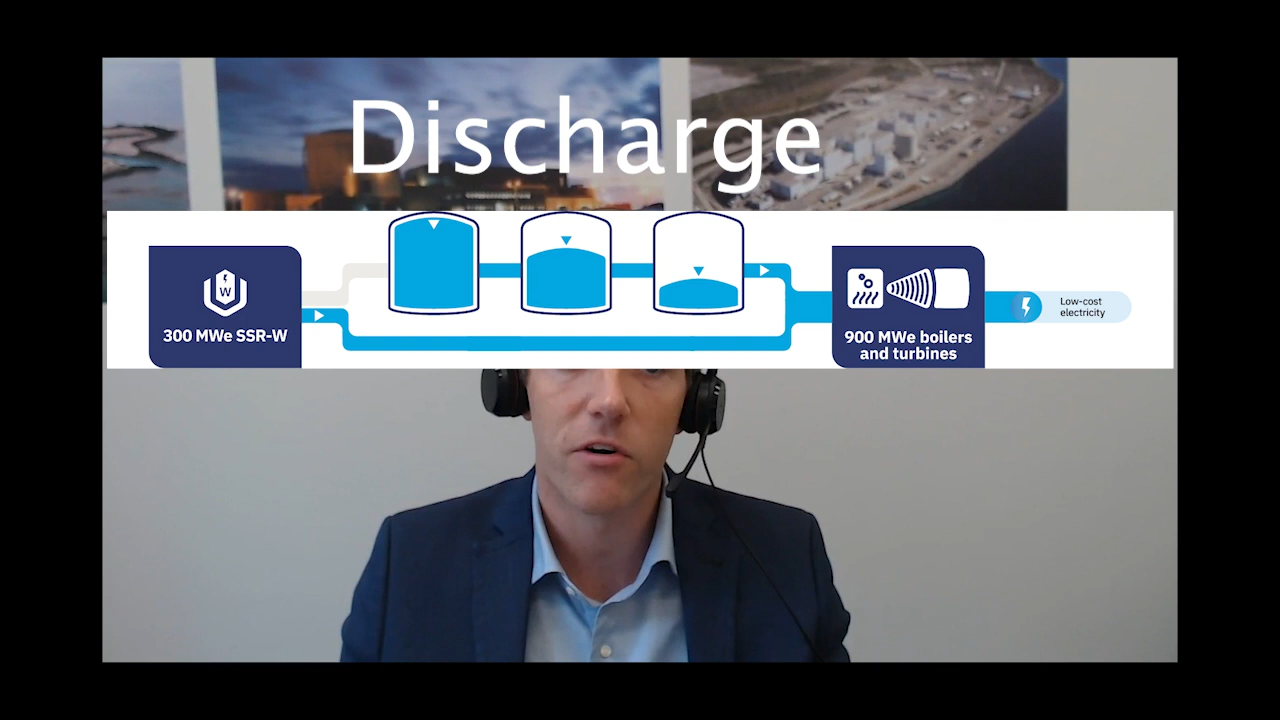 Discharge
W
300 MWe SSR-W
900 MWe boilers
and turbines
Low-cost
electricity